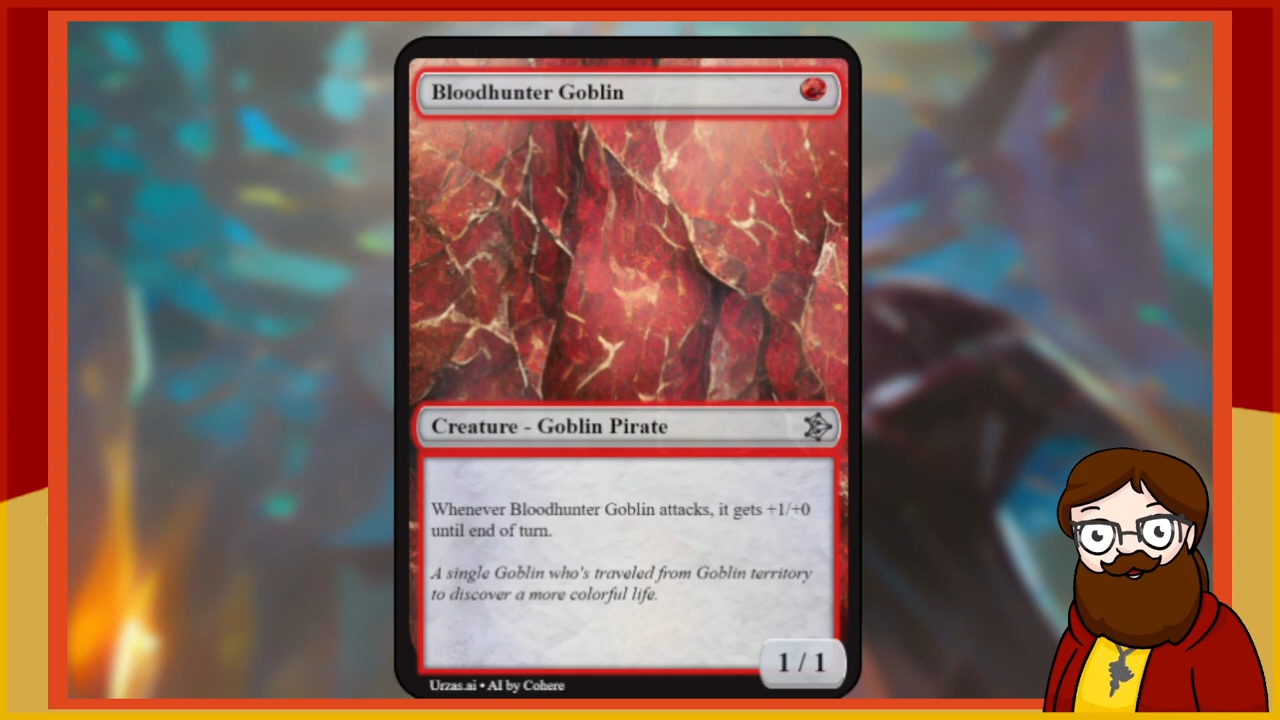 Bloodhunter Goblin
Creature - Goblin Pirate
Whenever Bloodhunter Goblin attacks, it gets +1/+0
until end of turn.
A single Goblin who's traveled from Goblin territory
to discover a more colorful life.
1 / 1
Urzas.ai • AI by Cohere